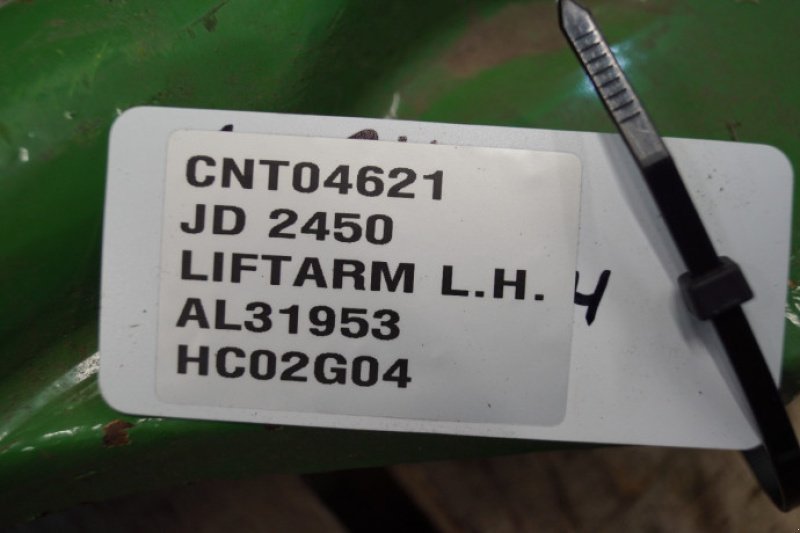 CNT04621
JD 2450
LIFTARM L.H.
AL31953
HC02G04